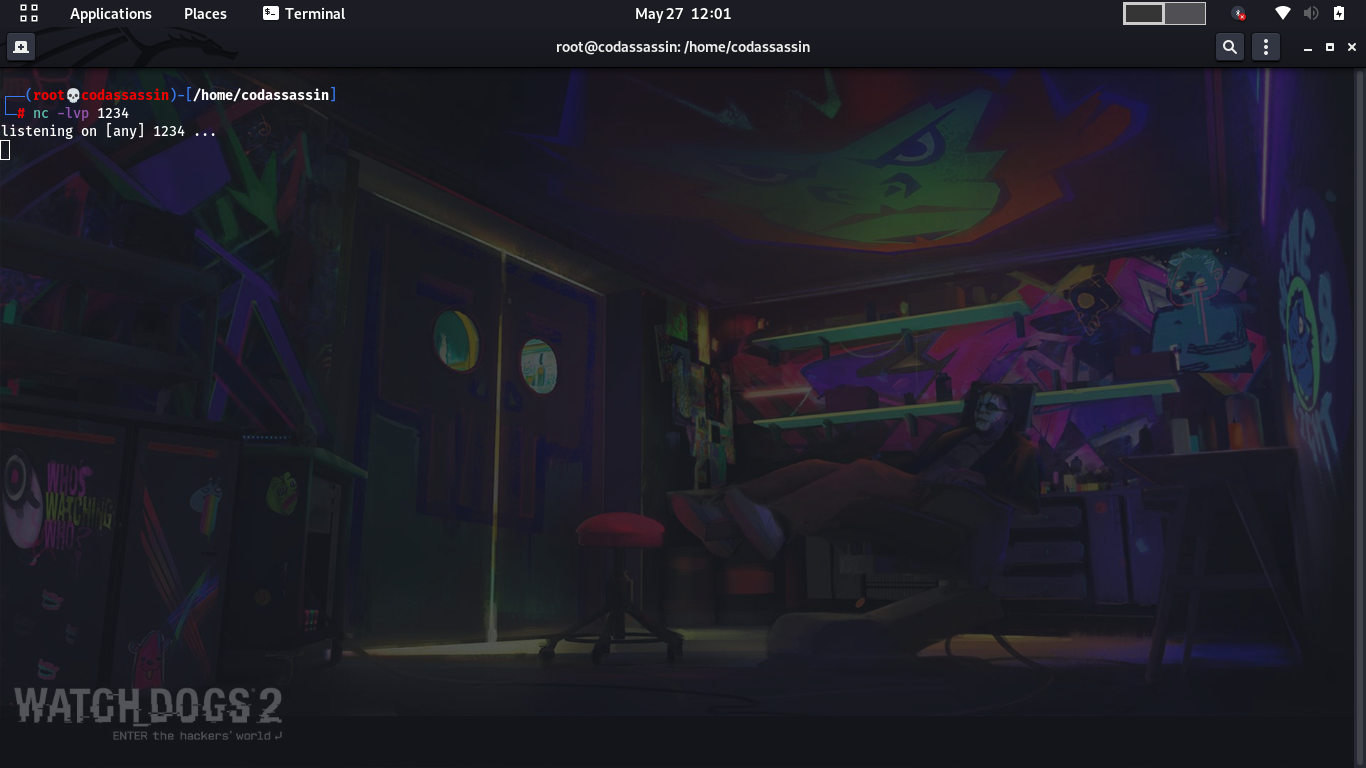 Applications Places Terminal May 27 12:01
root@codassassin: /home/codassassin
┌──(root💀codassassin)-[/home/codassassin]
└─# nc -lvp 1234
listening on [any] 1234 ...
WHO'S
WATCHING
WHO?
WATCH_DOGS 2
ENTER the hackers' world ↲